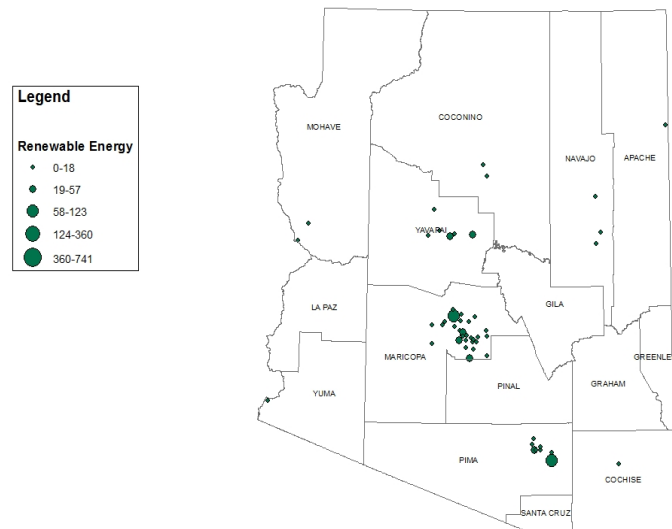 Legend
Renewable Energy
0-18
19-57
58-123
124-360
360-741
MOHAVE
COCONINO
NAVAJO
APACHE
YAVAPAI
LA PAZ
GILA
MARICOPA
GREENLE
YUMA
PINAL
GRAHAM
PIMA
COCHISE
SANTA CRUZ